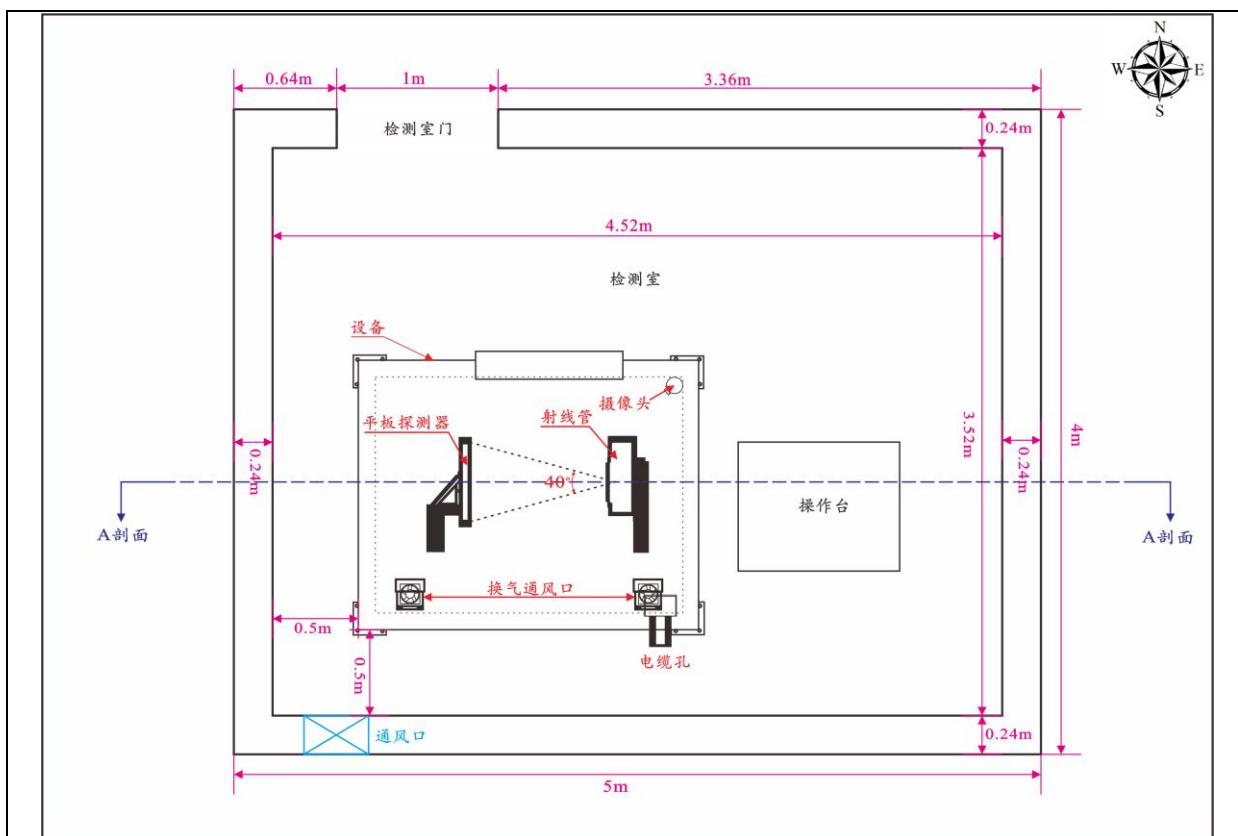 N
W E
S
0.64m 1m 3.36m
检测室门
0.24m
4.52m
检测室
设备
摄像头
平板探测器 射线管
3.52m
4m
0.24m
40°
操作台
0.24m
A剖面 A剖面
换气通风口
0.5m
电缆孔
0.5m
通风口
0.24m
5m